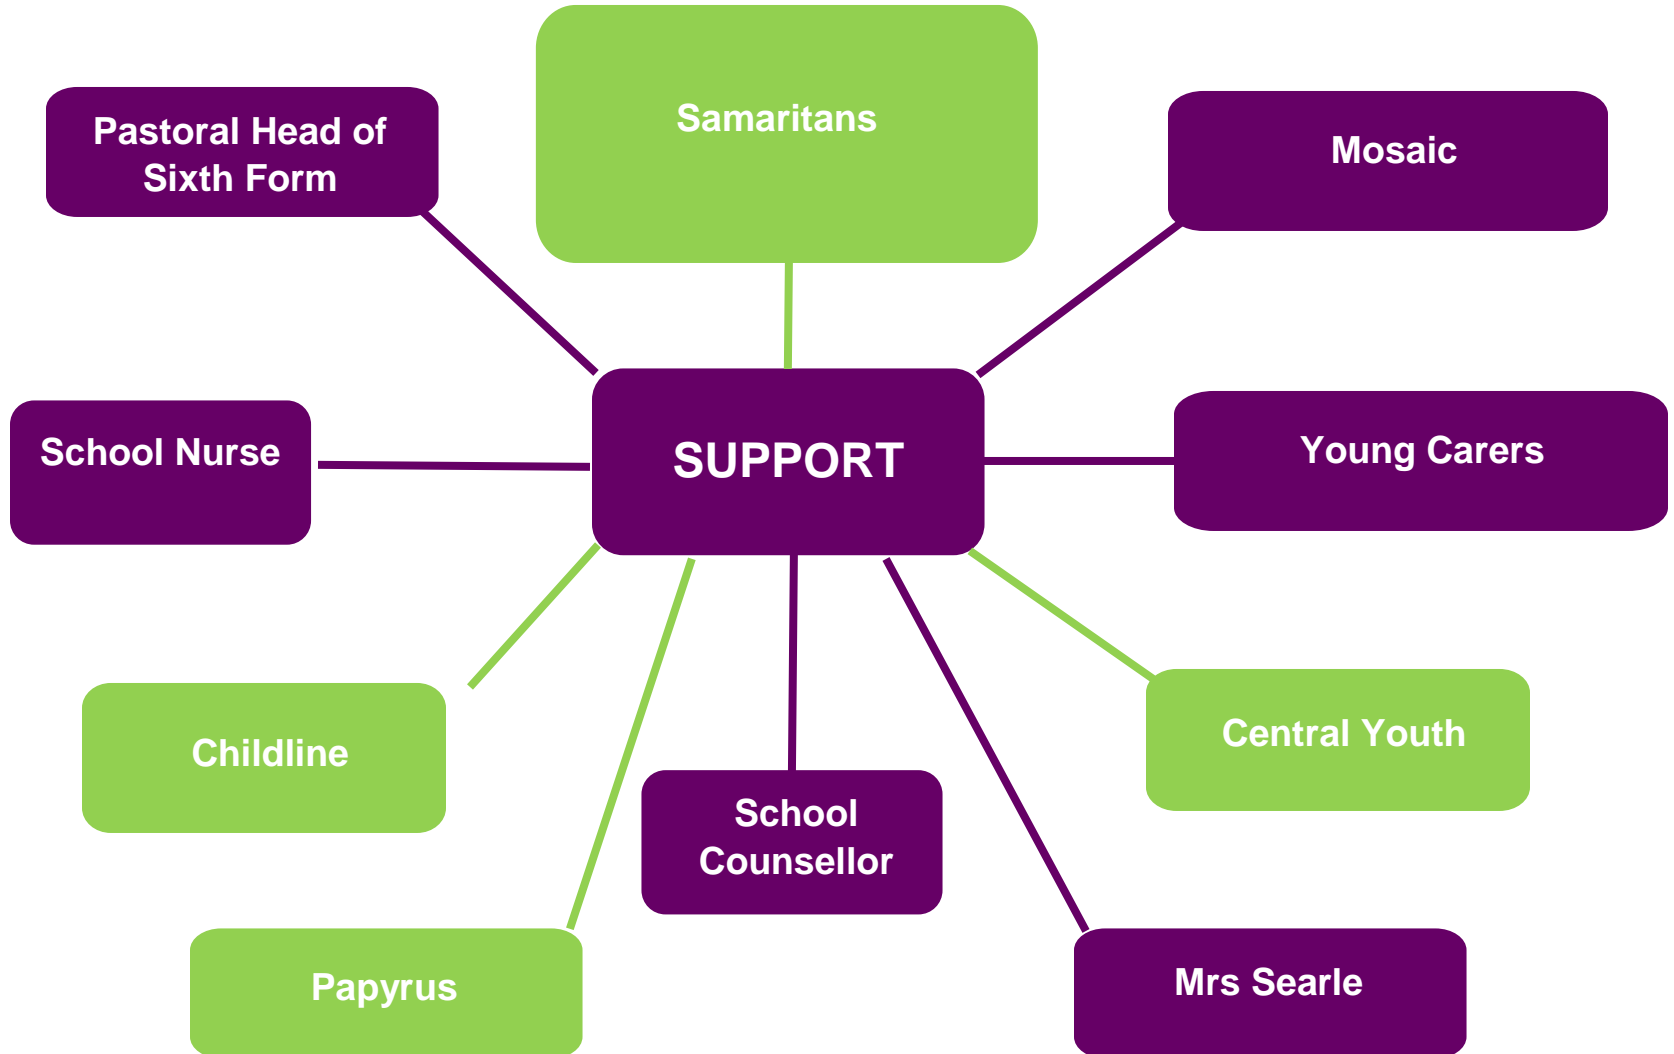 Samaritans
Pastoral Head of
Sixth Form
Mosaic
School Nurse
SUPPORT
Young Carers
Childline
Central Youth
School
Counsellor
Papyrus
Mrs Searle